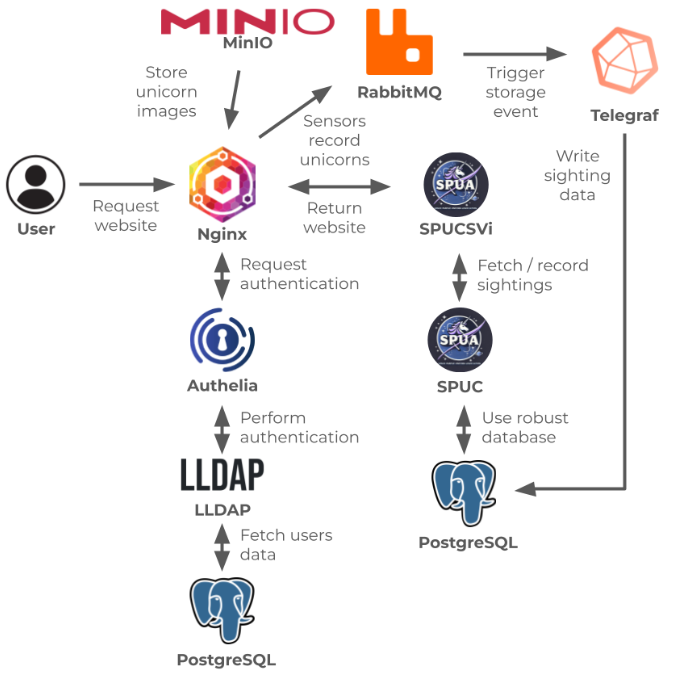 MINIO
MinIO
RabbitMQ
Telegraf
Store
unicorn
images
Sensors
record
unicorns
Trigger
storage
event
Write
sighting
data
User
Request
website
Nginx
Return
website
SPUA
SPUCSVi
Request
authentication
Fetch / record
sightings
Authelia
SPUA
SPUC
Perform
authentication
Use robust
database
LLDAP
LLDAP
PostgreSQL
Fetch users
data
PostgreSQL